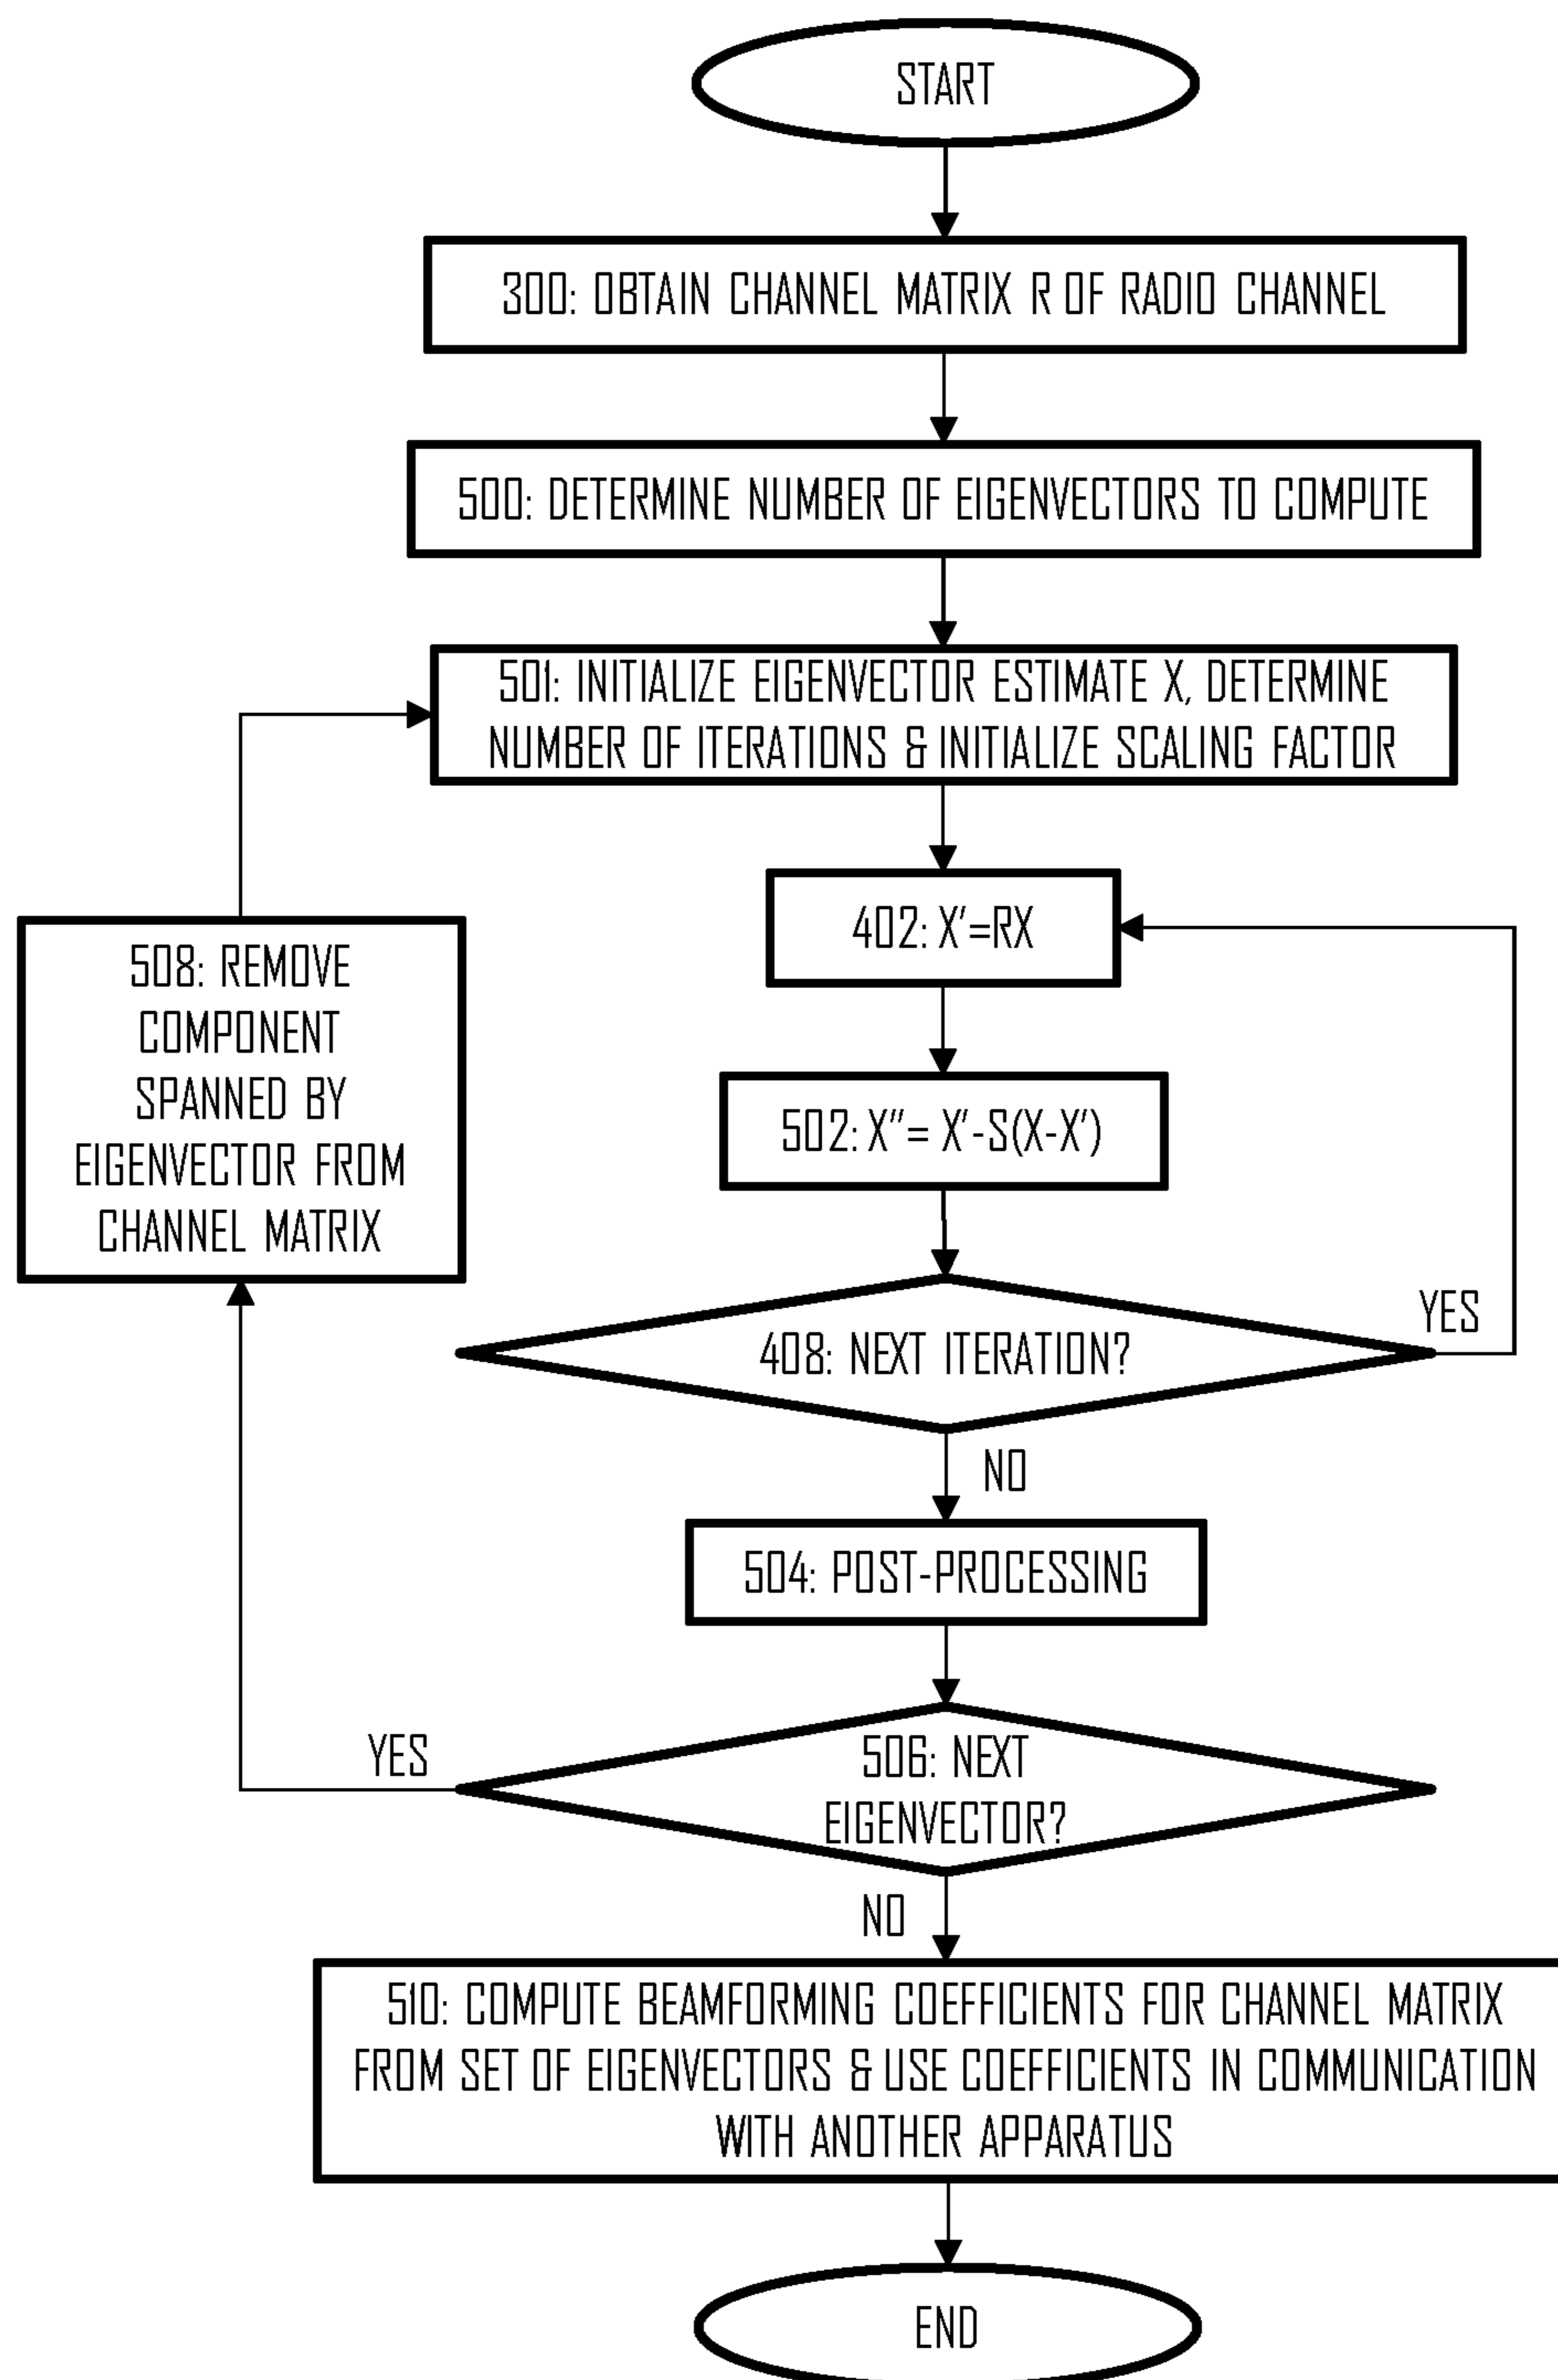 START
300: OBTAIN CHANNEL MATRIX R OF RADIO CHANNEL
500: DETERMINE NUMBER OF EIGENVECTORS TO COMPUTE
501: INITIALIZE EIGENVECTOR ESTIMATE X, DETERMINE
NUMBER OF ITERATIONS & INITIALIZE SCALING FACTOR
402: X'=RX
508: REMOVE
COMPONENT
SPANNED BY
EIGENVECTOR FROM
CHANNEL MATRIX
502: X''= X'-S(X-X')
408: NEXT ITERATION?
YES
NO
504: POST-PROCESSING
506: NEXT
EIGENVECTOR?
YES
NO
510: COMPUTE BEAMFORMING COEFFICIENTS FOR CHANNEL MATRIX
FROM SET OF EIGENVECTORS & USE COEFFICIENTS IN COMMUNICATION
WITH ANOTHER APPARATUS
END